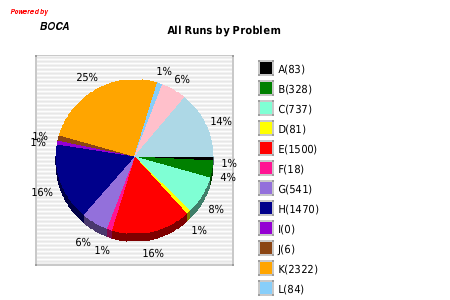 Powered by
BOCA
All Runs by Problem
25%
1%
6%
14%
1%
1%
1%
4%
16%
8%
6%
1%
16%
1%
A(83)
B(328)
C(737)
D(81)
E(1500)
F(18)
G(541)
H(1470)
I(0)
J(6)
K(2322)
L(84)